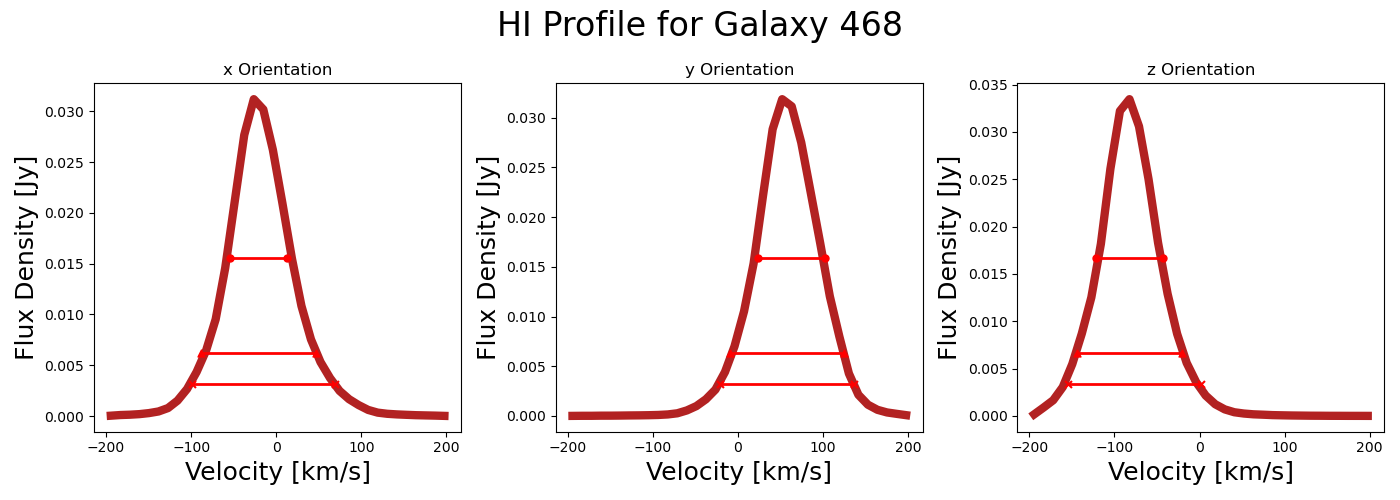 HI Profile for Galaxy 468
x Orientation
Flux Density [Jy]
0.030
0.025
0.020
0.015
0.010
0.005
0.000
−200 −100 0 100 200
Velocity [km/s]
y Orientation
Flux Density [Jy]
0.030
0.025
0.020
0.015
0.010
0.005
0.000
−200 −100 0 100 200
Velocity [km/s]
z Orientation
Flux Density [Jy]
0.035
0.030
0.025
0.020
0.015
0.010
0.005
0.000
−200 −100 0 100 200
Velocity [km/s]